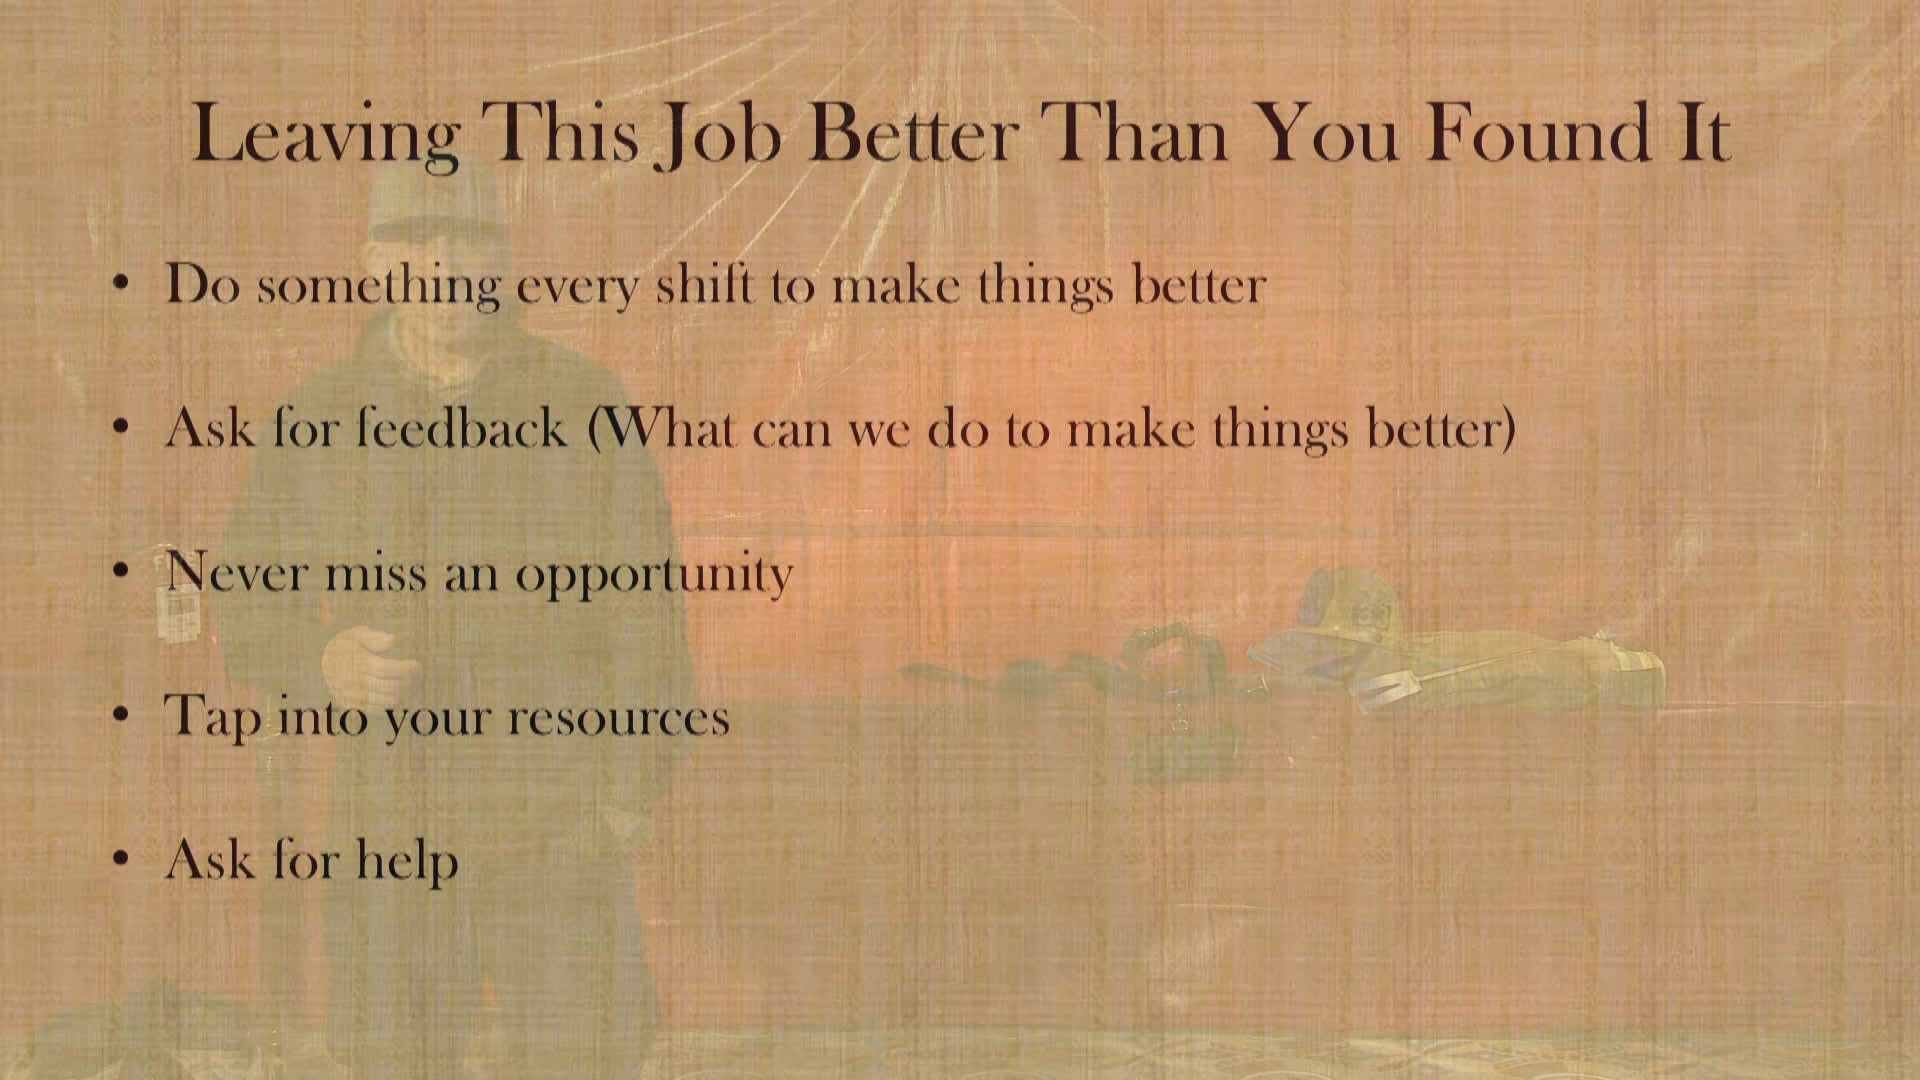 Leaving This Job Better Than You Found It
• Do something every shift to make things better
• Ask for feedback (What can we do to make things better)
• Never miss an opportunity
• Tap into your resources
• Ask for help